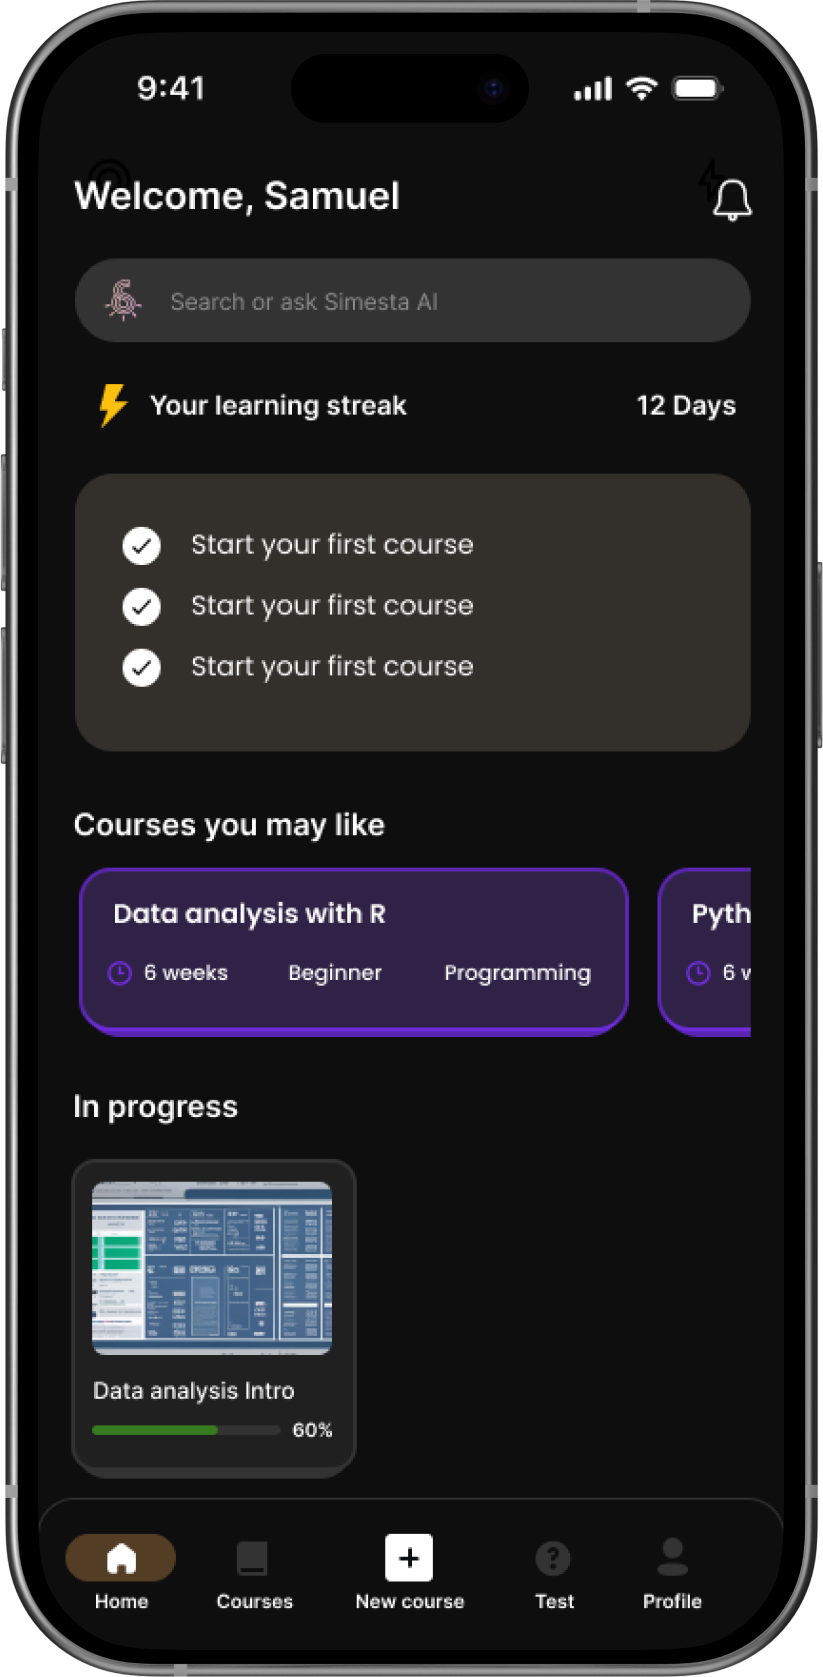 9:41
Welcome, Samuel
Search or ask Simesta AI
Your learning streak 12 Days
Start your first course
Start your first course
Start your first course
Courses you may like
Data analysis with R Pyth
6 weeks Beginner Programming 6 w
In progress
Data analysis Intro
60%
Home Courses New course Test Profile